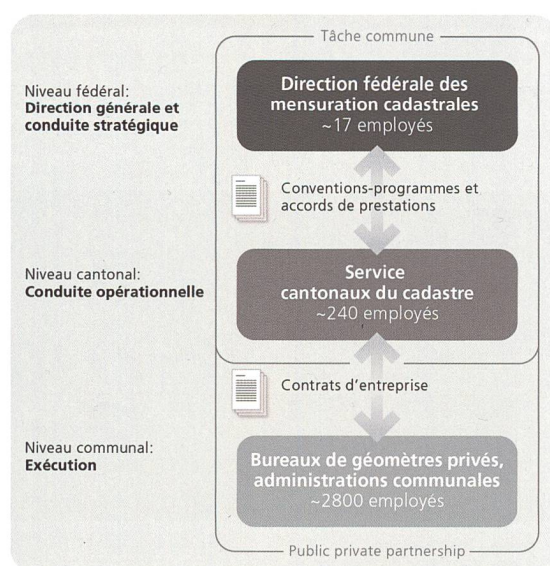 Tâche commune
Niveau fédéral:
Direction générale et
conduite stratégique
Direction fédérale des
mensuration cadastrales
~17 employés
Conventions-programmes et
accords de prestations
Niveau cantonal:
Conduite opérationnelle
Service
cantonaux du cadastre
~240 employés
Contrats d'entreprise
Niveau communal:
Exécution
Bureaux de géomètres privés,
administrations communales
~2800 employés
Public private partnership